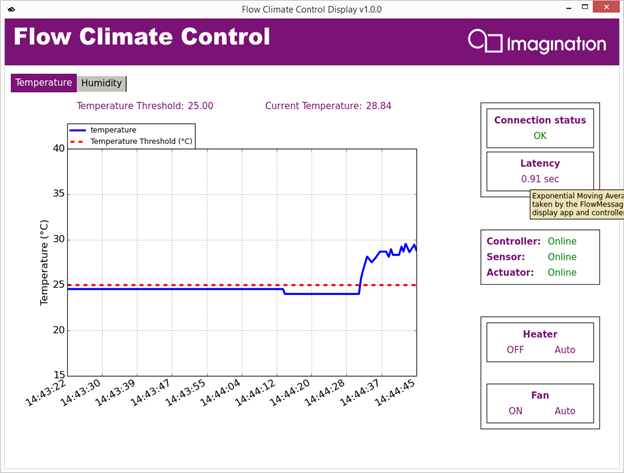 Flow Climate Control Display v1.0.0
Flow Climate Control
Imagination
Temperature Humidity
Temperature Threshold: 25.00 Current Temperature: 28.84
temperature
Temperature Threshold (°C)
Temperature (°C)
40
35
30
25
20
15
14:43:22 14:43:30 14:43:39 14:43:47 14:43:55 14:44:04 14:44:12 14:44:20 14:44:28 14:44:37 14:44:45
Connection status
OK
Latency
0.91 sec
Exponential Moving Avera
taken by the FlowMessag
display app and controlle
Controller: Online
Sensor: Online
Actuator: Online
Heater
OFF Auto
Fan
ON Auto